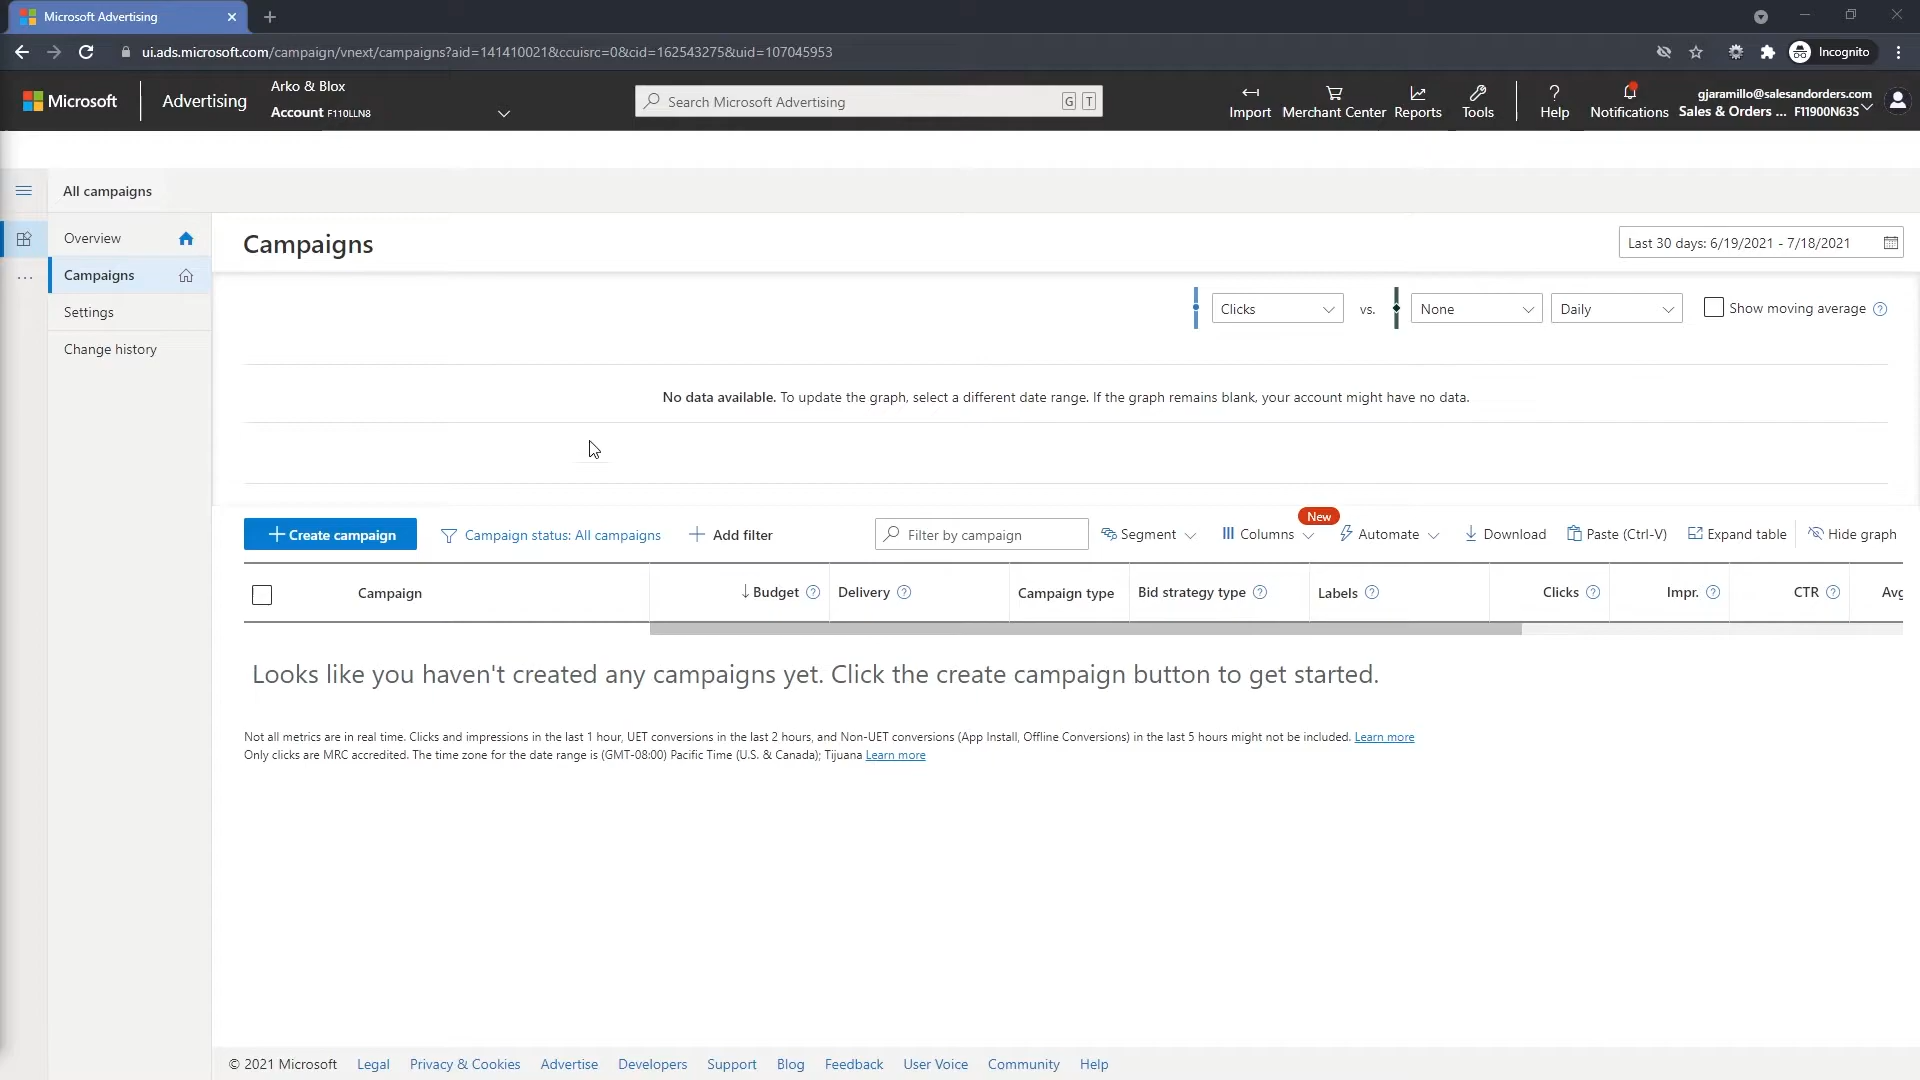 Microsoft Advertising
ui.ads.microsoft.com/campaign/vnext/campaigns?aid=141410021&ccuisrc=0&cid=162543275&uid=107045953
Incognito
Microsoft
Advertising
Arko & Blox
Account F110LLN8
Search Microsoft Advertising
G T
Import
Merchant Center
Reports
Tools
Help
Notifications
gjaramillo@salesandorders.com
Sales & Orders ... F11900N63S
All campaigns
Overview
Campaigns
Settings
Change history
Campaigns
Last 30 days: 6/19/2021 - 7/18/2021
Clicks
vs.
None
Daily
Show moving average
No data available. To update the graph, select a different date range. If the graph remains blank, your account might have no data.
Create campaign
Campaign status: All campaigns
Add filter
Filter by campaign
Segment
Columns
New
Automate
Download
Paste (Ctrl-V)
Expand table
Hide graph
Campaign
Budget
Delivery
Campaign type
Bid strategy type
Labels
Clicks
Impr.
CTR
Avg
Looks like you haven't created any campaigns yet. Click the create campaign button to get started.
Not all metrics are in real time. Clicks and impressions in the last 1 hour, UET conversions in the last 2 hours, and Non-UET conversions (App Install, Offline Conversions) in the last 5 hours might not be included. Learn more
Only clicks are MRC accredited. The time zone for the date range is (GMT-08:00) Pacific Time (U.S. & Canada); Tijuana Learn more
© 2021 Microsoft
Legal
Privacy & Cookies
Advertise
Developers
Support
Blog
Feedback
User Voice
Community
Help